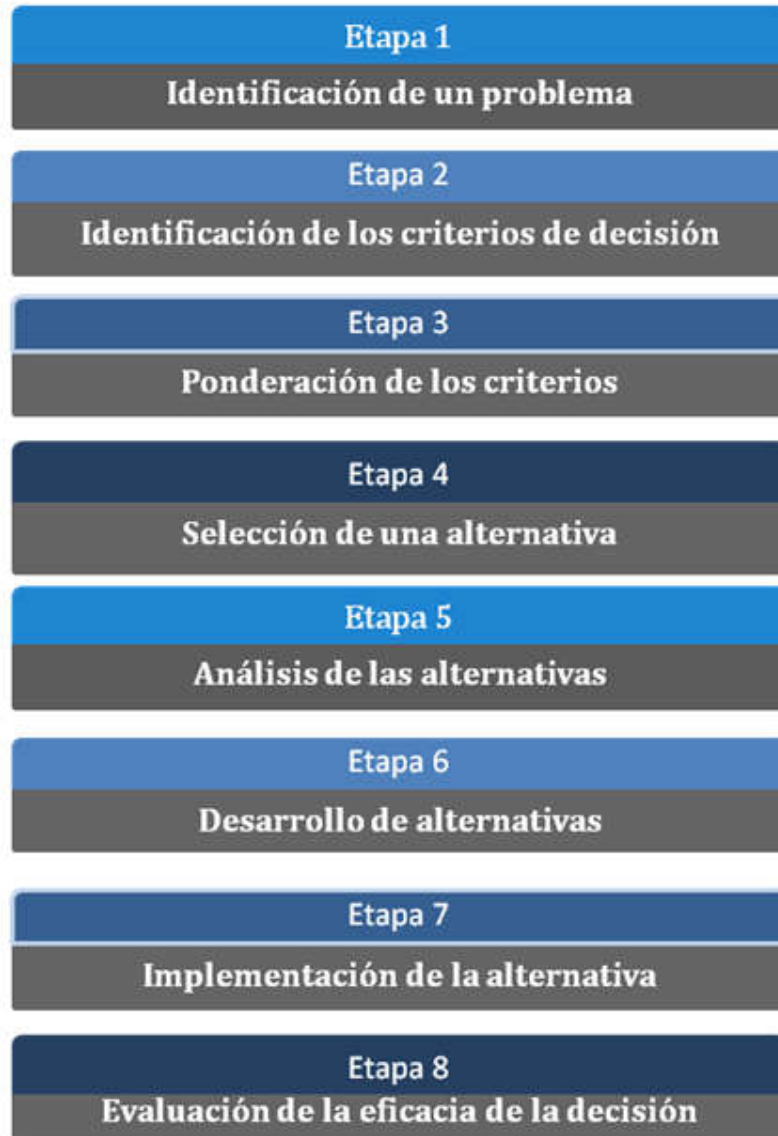 Etapa 1
Identificación de un problema
Etapa 2
Identificación de los criterios de decisión
Etapa 3
Ponderación de los criterios
Etapa 4
Selección de una alternativa
Etapa 5
Análisis de las alternativas
Etapa 6
Desarrollo de alternativas
Etapa 7
Implementación de la alternativa
Etapa 8
Evaluación de la eficacia de la decisión